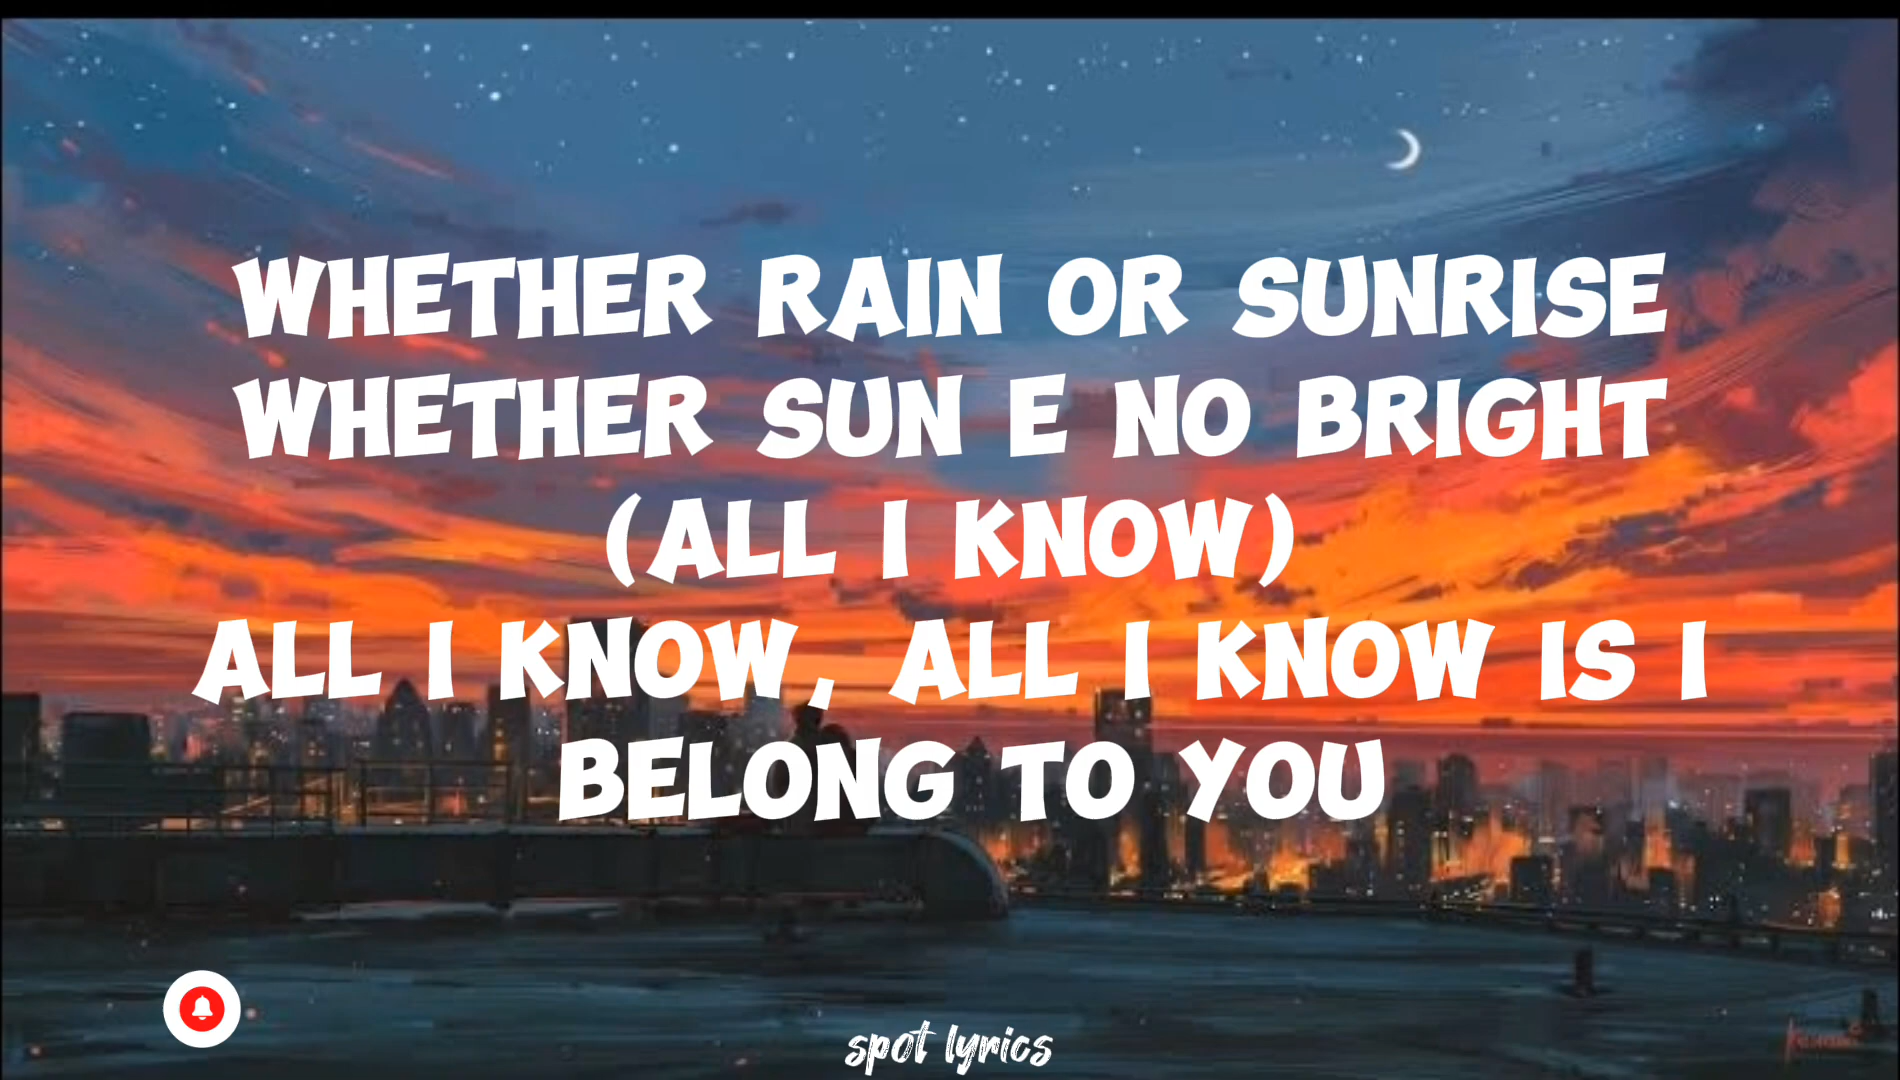 WHETHER RAIN OR SUNRISE
WHETHER SUN E NO BRIGHT
(ALL I KNOW)
ALL I KNOW, ALL I KNOW IS I
BELONG TO YOU
spot lyrics